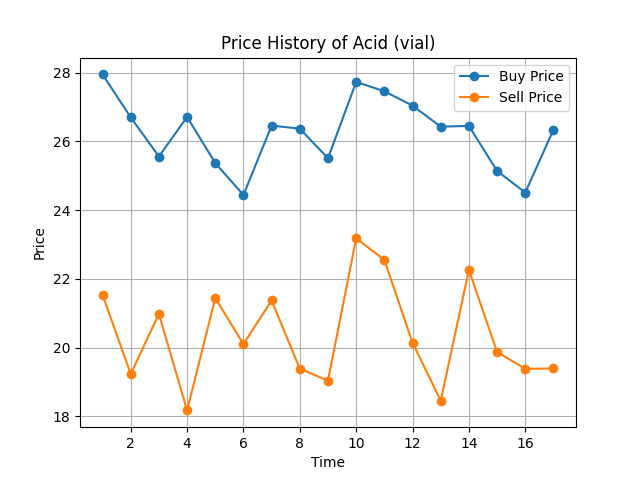 Price History of Acid (vial)
Buy Price
Sell Price
28
26
24
22
20
18
Price
2 4 6 8 10 12 14 16
Time